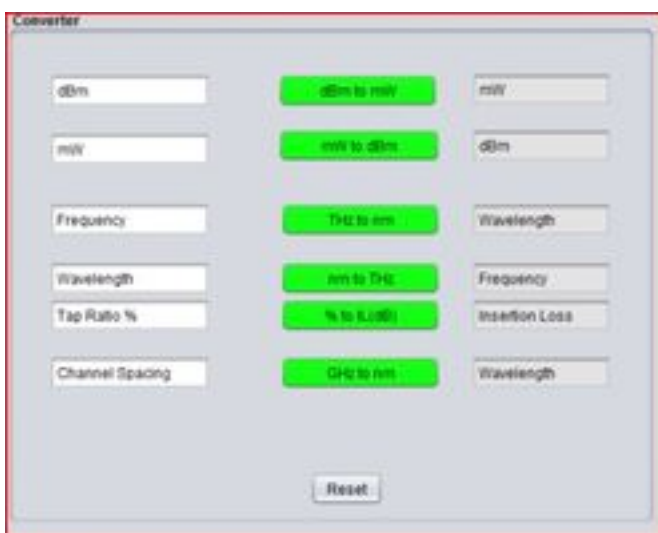 Converter
dBm dBm to mW mW
mW mW to dBm dBm
Frequency THz to nm Wavelength
Wavelength nm to THz Frequency
Tap Ratio % % to IL(dB) Insertion Loss
Channel Spacing GHz to nm Wavelength
Reset